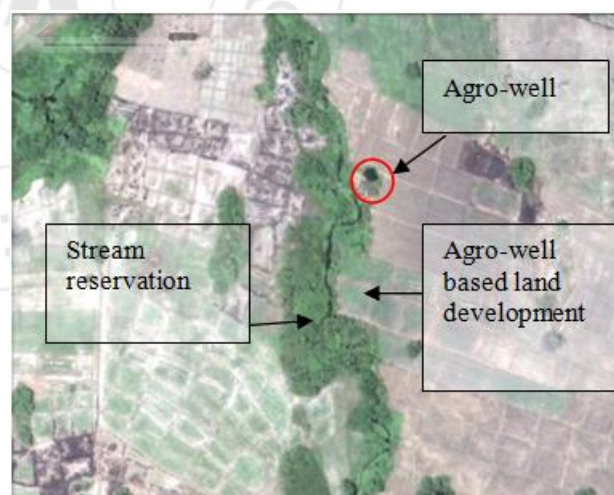 Agro-well
Stream
reservation
Agro-well
based land
development